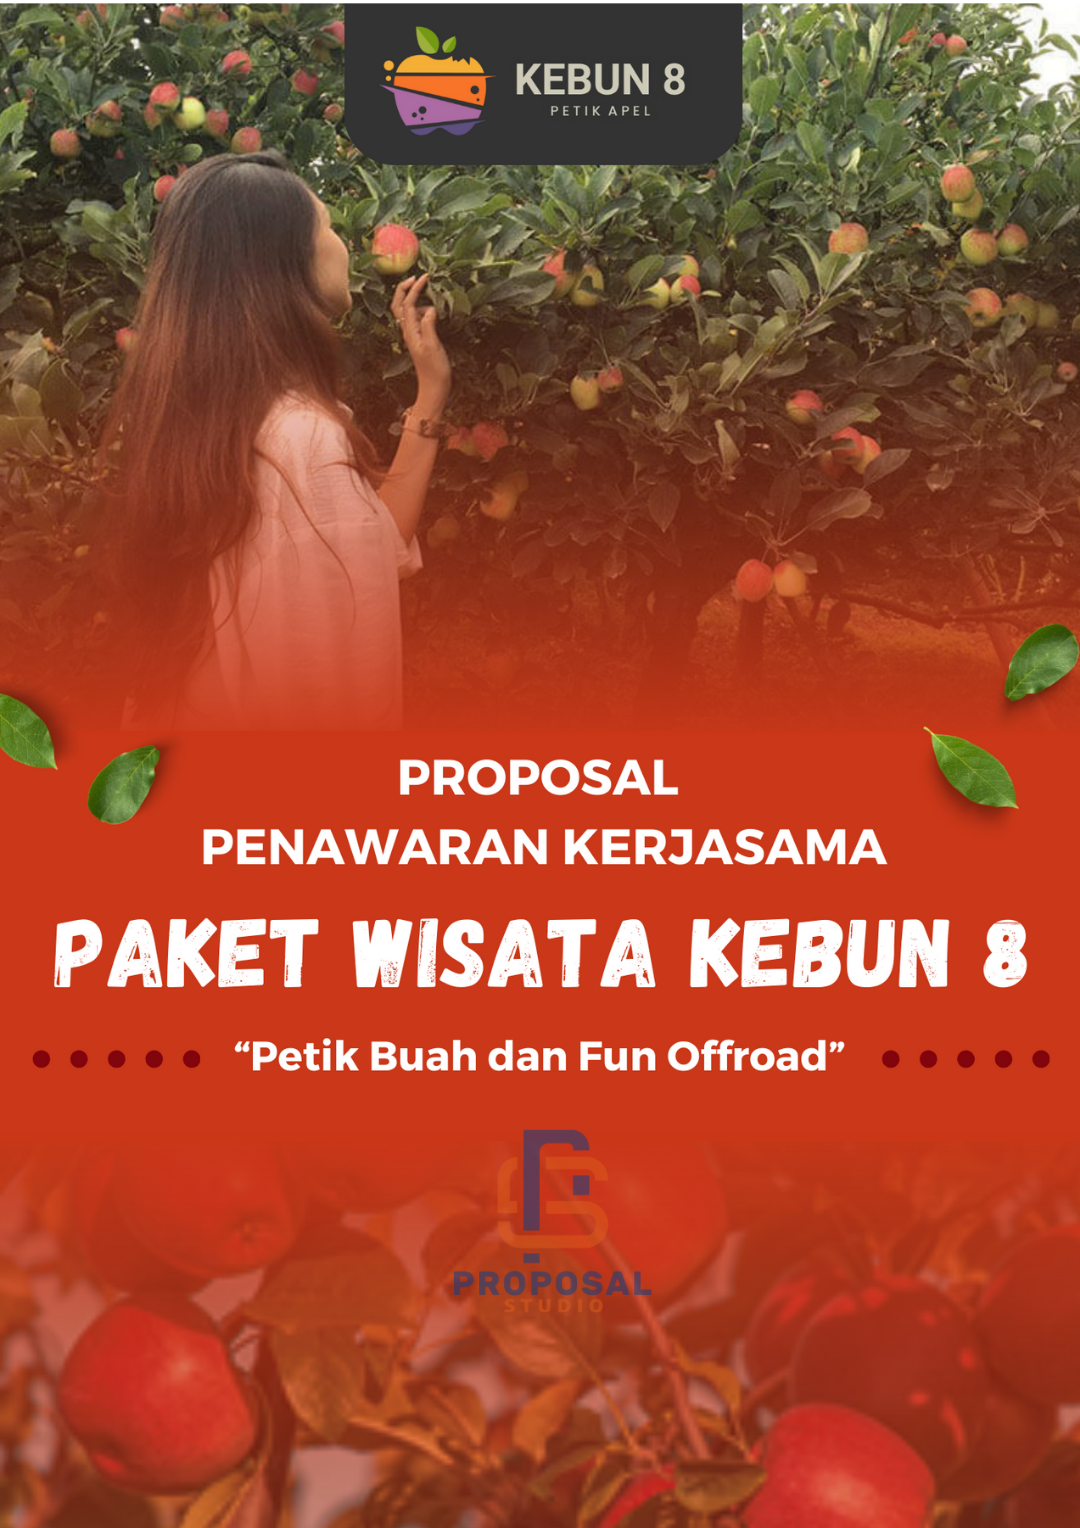 KEBUN 8
PETIK APEL
PROPOSAL
PENAWARAN KERJASAMA
PAKET WISATA KEBUN 8
“Petik Buah dan Fun Offroad”
PROPOSAL
STUDIO